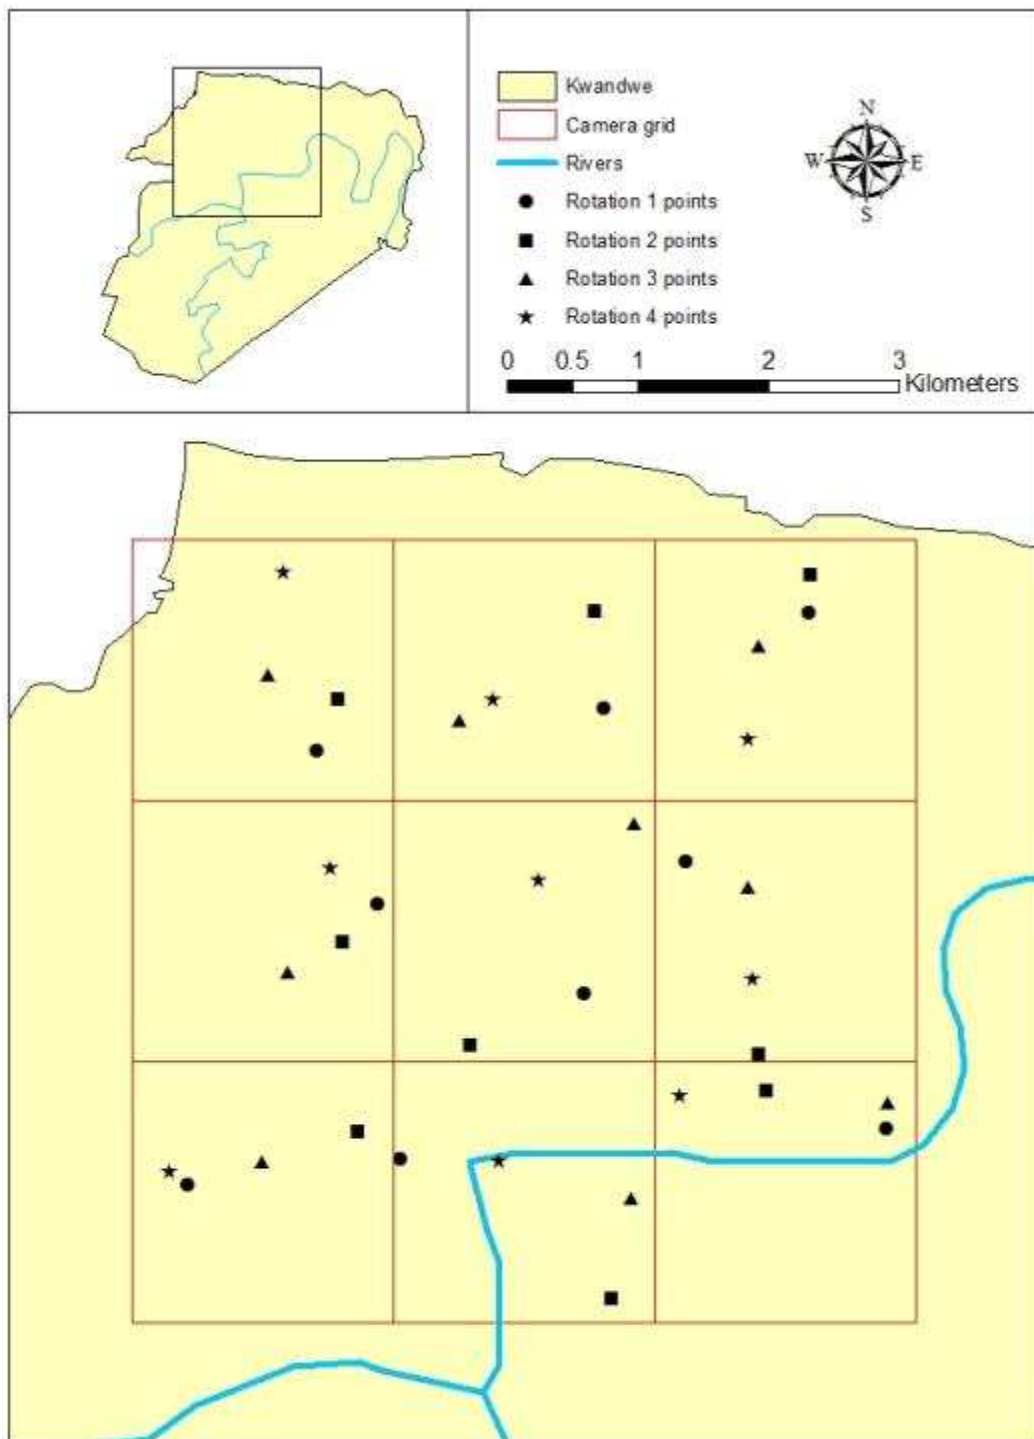 Kwandwe
Camera grid
Rivers
Rotation 1 points
Rotation 2 points
Rotation 3 points
Rotation 4 points
N
W E
S
0 0.5 1 2 3
Kilometers